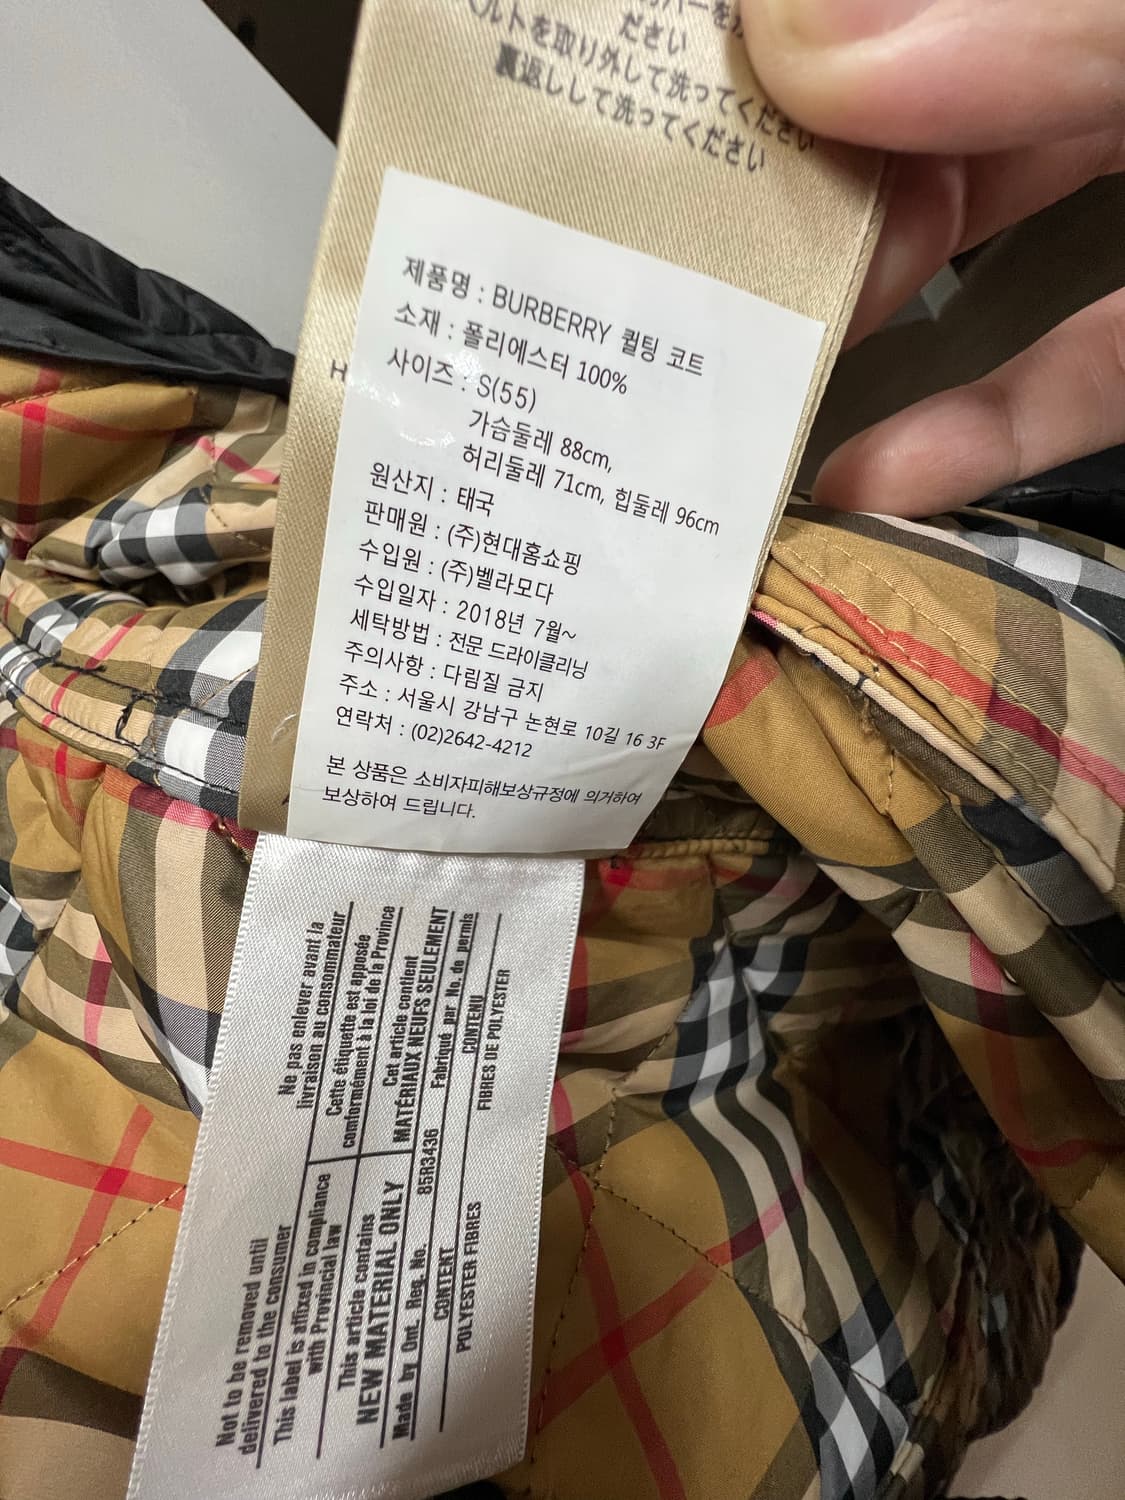 ださい
ベルトを取り外して洗ってください
裏返しして洗ってください
제품명 : BURBERRY 퀼팅 코트
소재 : 폴리에스터 100%
사이즈 : S(55)
가슴둘레 88cm,
허리둘레 71cm, 힙둘레 96cm
원산지 : 태국
판매원 : (주)현대홈쇼핑
수입원 : (주)벨라모다
수입일자 : 2018년 7월~
세탁방법 : 전문 드라이클리닝
주의사항 : 다림질 금지
주소 : 서울시 강남구 논현로 10길 16 3F
연락처 : (02)2642-4212
본 상품은 소비자피해보상규정에 의거하여
보상하여 드립니다.
Not to be removed until
delivered to the consumer
This label is affixed in compliance
with Provincial law
This article contains
NEW MATERIAL ONLY
Made by Ont. Reg. No. 85R3436
CONTENT
POLYESTER FIBRES
Ne pas enlever avant la
livraison au consommateur
Cette étiquette est apposée
conformément à la loi de la Province
Cet article contient
MATÉRIAUX NEUFS SEULEMENT
Fabriqué par No. de permis
CONTENU
FIBRES DE POLYESTER